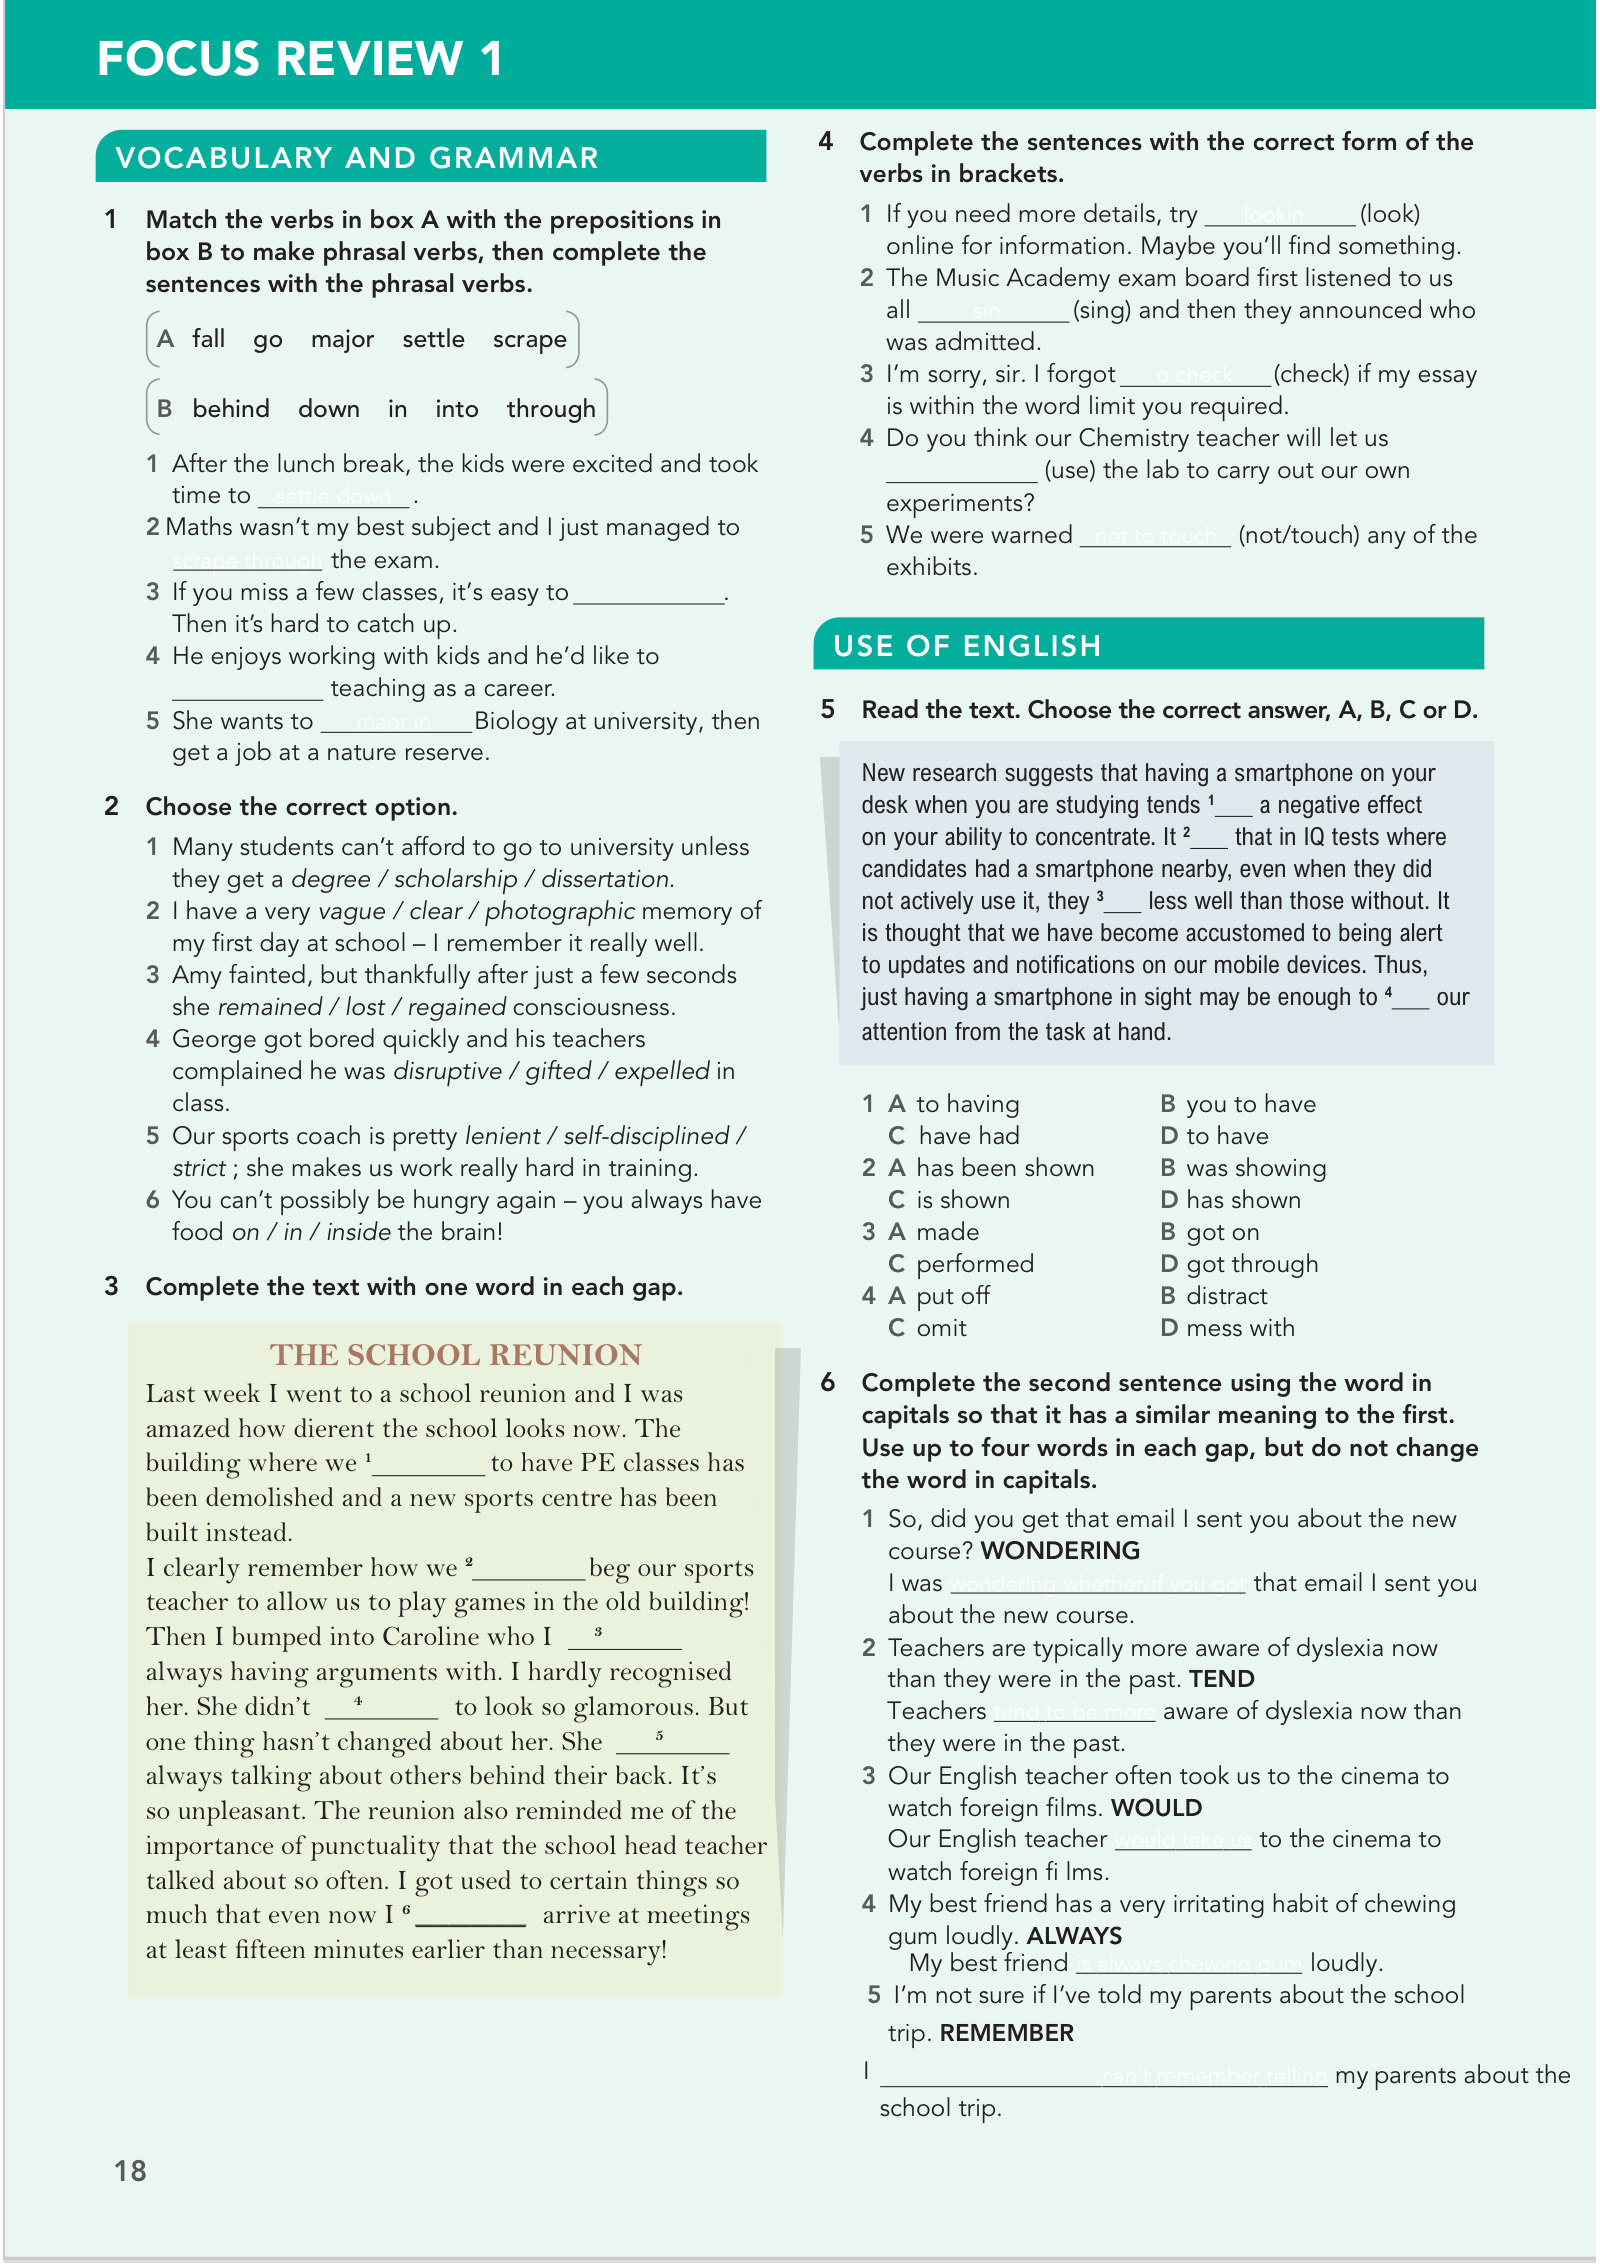 FOCUS REVIEW 1
VOCABULARY AND GRAMMAR
1 Match the verbs in box A with the prepositions in
box B to make phrasal verbs, then complete the
sentences with the phrasal verbs.
A fall go major settle scrape
B behind down in into through
1 After the lunch break, the kids were excited and took
time to settle down.
2 Maths wasn't my best subject and I just managed to
scrape through the exam.
3 If you miss a few classes, it's easy to ____________.
Then it's hard to catch up.
4 He enjoys working with kids and he'd like to
____________ teaching as a career.
5 She wants to maor in Biology at university, then
get a job at a nature reserve.
2 Choose the correct option.
1 Many students can't afford to go to university unless
they get a degree / scholarship / dissertation.
2 I have a very vague / clear / photographic memory of
my first day at school – I remember it really well.
3 Amy fainted, but thankfully after just a few seconds
she remained / lost / regained consciousness.
4 George got bored quickly and his teachers
complained he was disruptive / gifted / expelled in
class.
5 Our sports coach is pretty lenient / self-disciplined /
strict ; she makes us work really hard in training.
6 You can't possibly be hungry again – you always have
food on / in / inside the brain!
3 Complete the text with one word in each gap.
THE SCHOOL REUNION
Last week I went to a school reunion and I was
amazed how dierent the school looks now. The
building where we 1_________ to have PE classes has
been demolished and a new sports centre has been
built instead.
I clearly remember how we 2_________ beg our sports
teacher to allow us to play games in the old building!
Then I bumped into Caroline who I 3_________
always having arguments with. I hardly recognised
her. She didn't 4_________ to look so glamorous. But
one thing hasn't changed about her. She 5_________
always talking about others behind their back. It's
so unpleasant. The reunion also reminded me of the
importance of punctuality that the school head teacher
talked about so often. I got used to certain things so
much that even now I 6_________ arrive at meetings
at least fifteen minutes earlier than necessary!
18
4 Complete the sentences with the correct form of the
verbs in brackets.
1 If you need more details, try lookin (look)
online for information. Maybe you'll find something.
2 The Music Academy exam board first listened to us
all sin (sing) and then they announced who
was admitted.
3 I'm sorry, sir. I forgot o check (check) if my essay
is within the word limit you required.
4 Do you think our Chemistry teacher will let us
____________ (use) the lab to carry out our own
experiments?
5 We were warned not to touch (not/touch) any of the
exhibits.
USE OF ENGLISH
5 Read the text. Choose the correct answer, A, B, C or D.
New research suggests that having a smartphone on your
desk when you are studying tends 1___ a negative effect
on your ability to concentrate. It 2___ that in IQ tests where
candidates had a smartphone nearby, even when they did
not actively use it, they 3___ less well than those without. It
is thought that we have become accustomed to being alert
to updates and notifications on our mobile devices. Thus,
just having a smartphone in sight may be enough to 4___ our
attention from the task at hand.
1 A to having B you to have
C have had D to have
2 A has been shown B was showing
C is shown D has shown
3 A made B got on
C performed D got through
4 A put off B distract
C omit D mess with
6 Complete the second sentence using the word in
capitals so that it has a similar meaning to the first.
Use up to four words in each gap, but do not change
the word in capitals.
1 So, did you get that email I sent you about the new
course? WONDERING
I was wondering whether/if you got that email I sent you
about the new course.
2 Teachers are typically more aware of dyslexia now
than they were in the past. TEND
Teachers tend to be more aware of dyslexia now than
they were in the past.
3 Our English teacher often took us to the cinema to
watch foreign films. WOULD
Our English teacher would take us to the cinema to
watch foreign fi lms.
4 My best friend has a very irritating habit of chewing
gum loudly. ALWAYS
My best friend is always chewing gum loudly.
5 I'm not sure if I've told my parents about the school
trip. REMEMBER
I can't remember telling my parents about the
school trip.